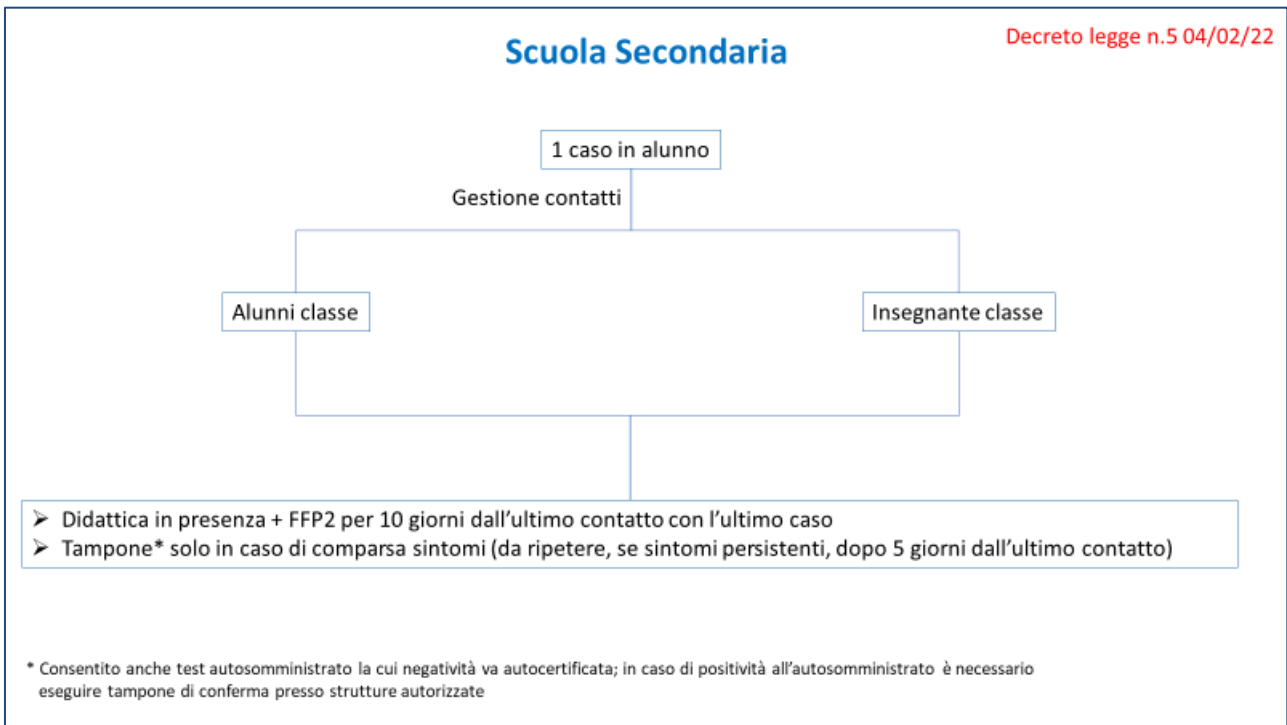 Scuola Secondaria
Decreto legge n.5 04/02/22
1 caso in alunno
Gestione contatti
Alunni classe
Insegnante classe
➤ Didattica in presenza + FFP2 per 10 giorni dall'ultimo contatto con l'ultimo caso
➤ Tampone* solo in caso di comparsa sintomi (da ripetere, se sintomi persistenti, dopo 5 giorni dall'ultimo contatto)
* Consentito anche test autosomministrato la cui negatività va autocertificata; in caso di positività all'autosomministrato è necessario
eseguire tampone di conferma presso strutture autorizzate